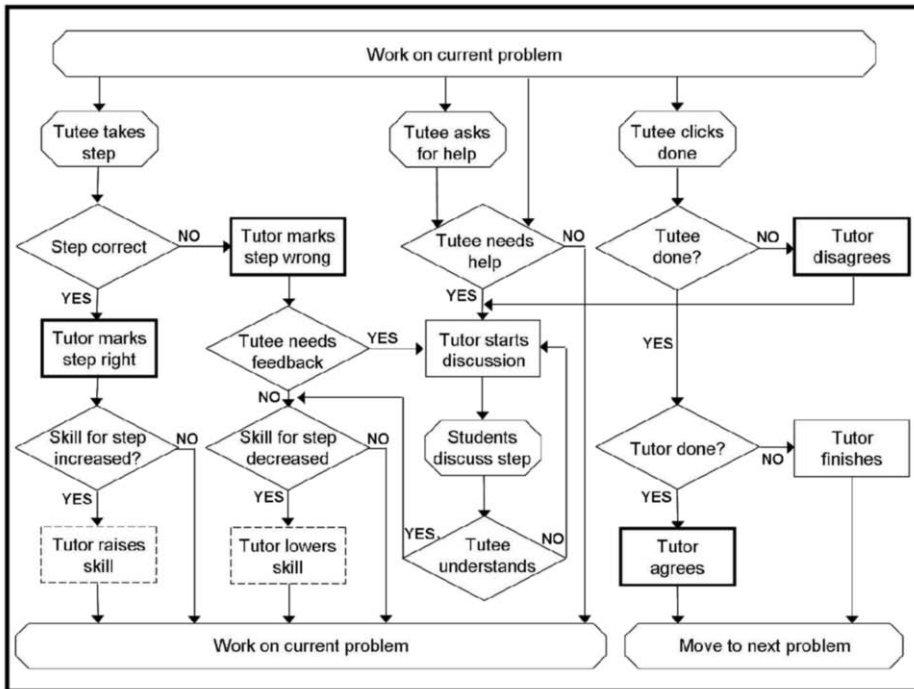 Work on current problem
Tutee takes
step
Tutee asks
for help
Tutee clicks
done
Step correct
NO
Tutor marks
step wrong
Tutee needs
help
NO
Tutee
done?
NO
Tutor
disagrees
YES
YES
YES
Tutor marks
step right
Tutee needs
feedback
YES
Tutor starts
discussion
NO
Skill for step
increased?
NO
Skill for step
decreased
NO
Students
discuss step
Tutor done?
NO
Tutor
finishes
YES
YES
YES
Tutor raises
skill
Tutor lowers
skill
YES
Tutee
understands
NO
Tutor
agrees
Work on current problem
Move to next problem